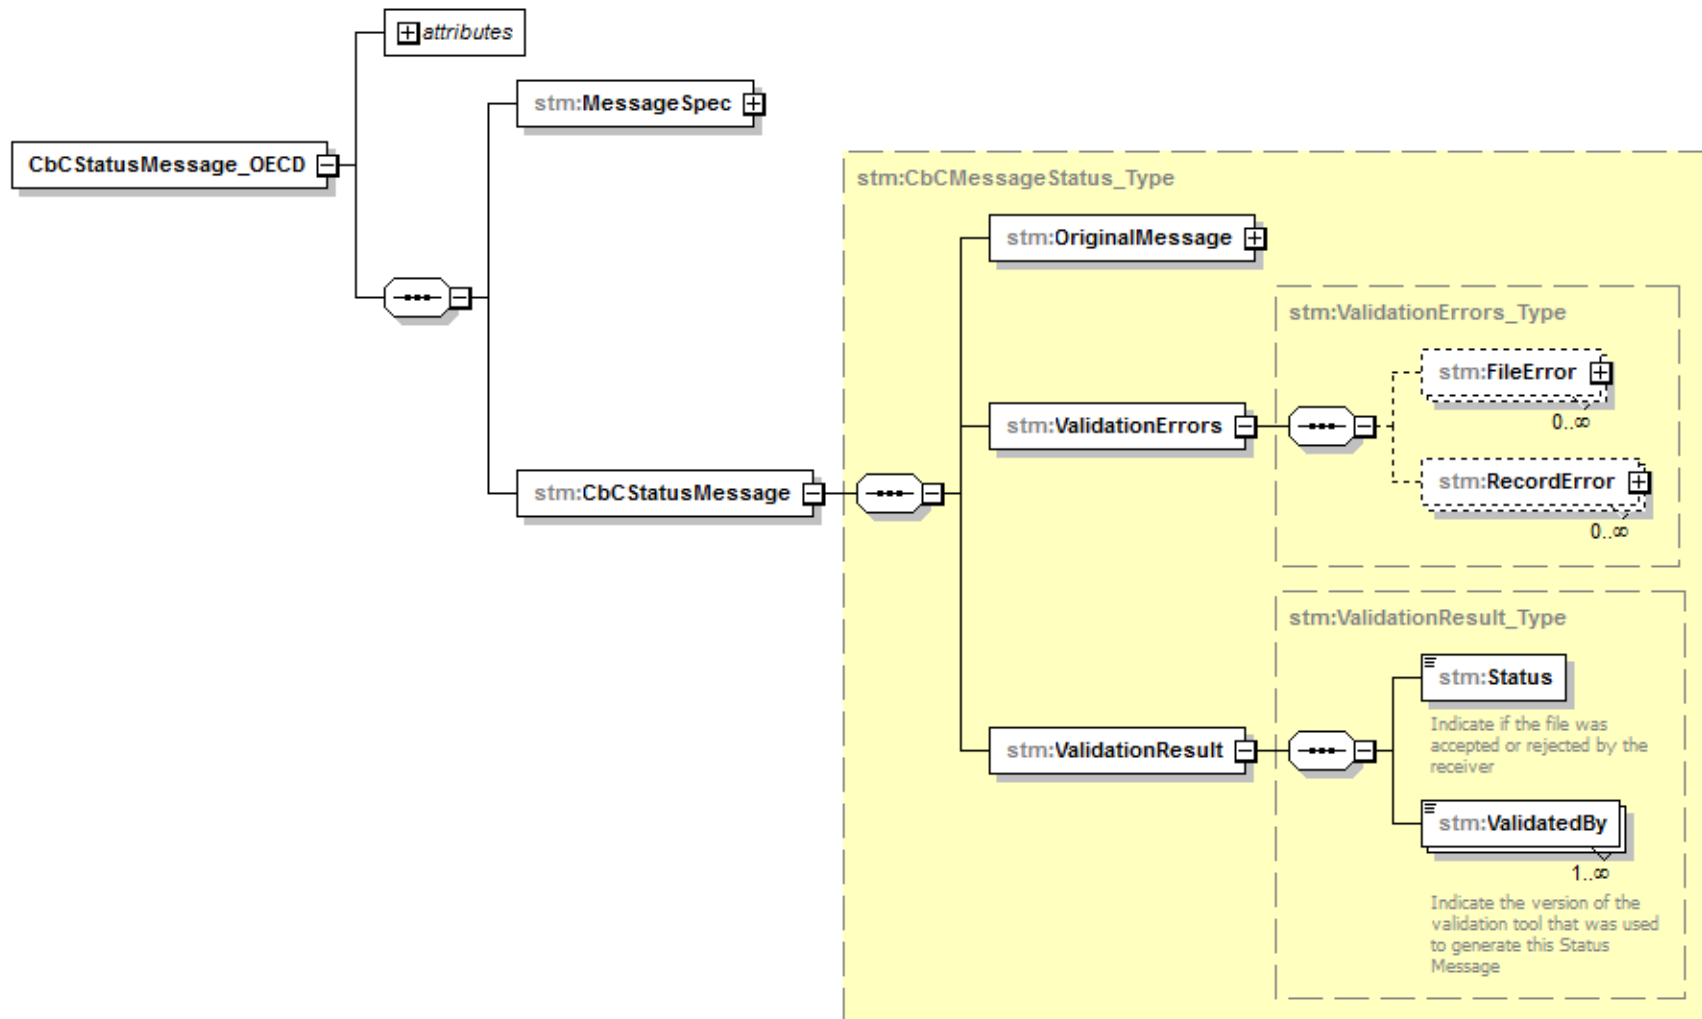 attributes
stm:MessageSpec
CbCStatusMessage_OECD
stm:CbCMessageStatus_Type
stm:OriginalMessage
stm:ValidationErrors_Type
stm:FileError
0..∞
stm:ValidationErrors
stm:RecordError
0..∞
stm:CbCStatusMessage
stm:ValidationResult_Type
stm:Status
Indicate if the file was
accepted or rejected by the
receiver
stm:ValidationResult
stm:ValidatedBy
1..∞
Indicate the version of the
validation tool that was used
to generate this Status
Message